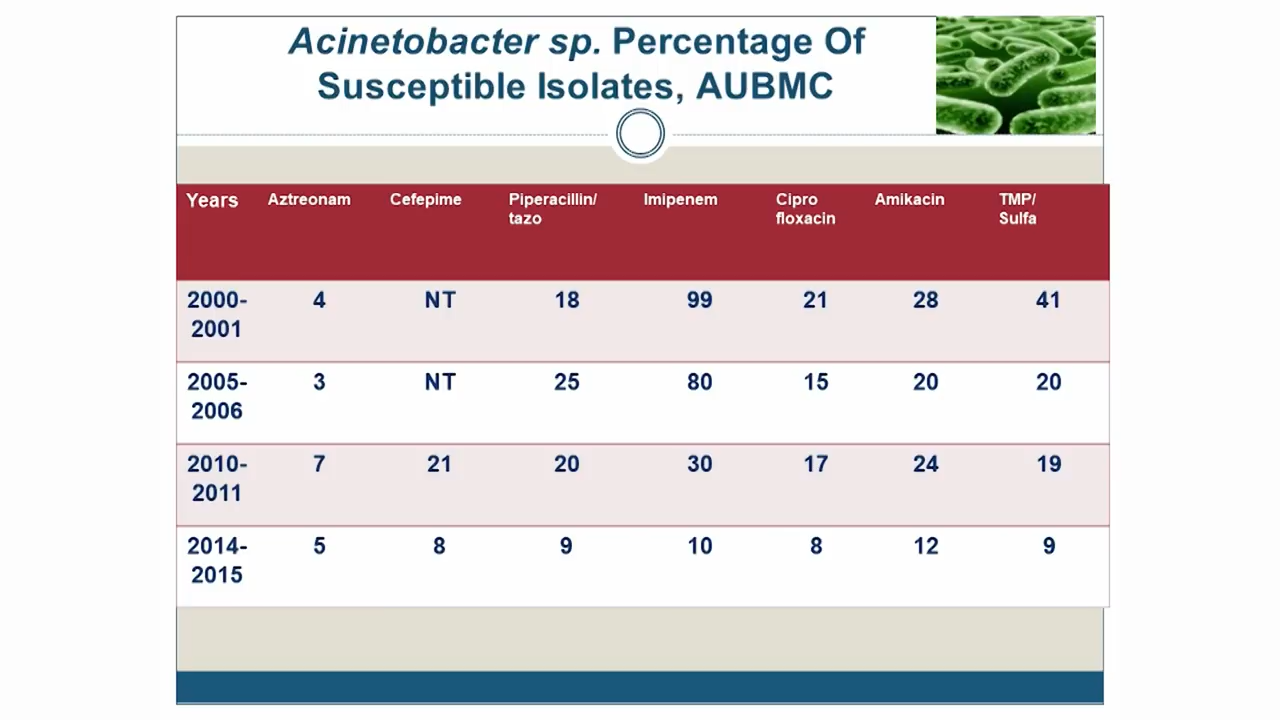 Acinetobacter sp. Percentage Of
Susceptible Isolates, AUBMC
Years Aztreonam Cefepime Piperacillin/ tazo Imipenem Cipro floxacin Amikacin TMP/ Sulfa
2000-2001 4 NT 18 99 21 28 41
2005-2006 3 NT 25 80 15 20 20
2010-2011 7 21 20 30 17 24 19
2014-2015 5 8 9 10 8 12 9